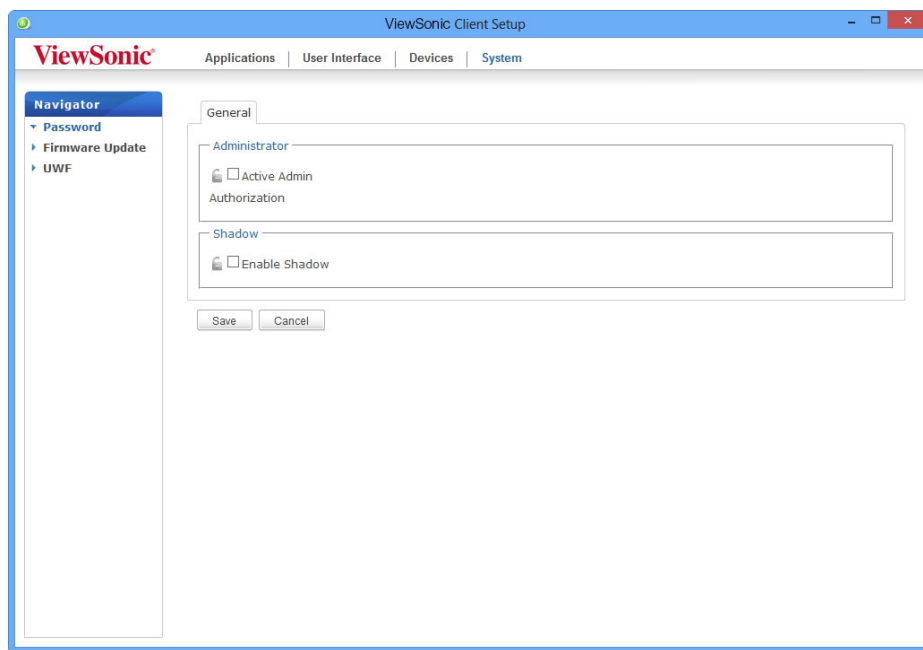 ViewSonic Client Setup
ViewSonic®
Applications | User Interface | Devices | System
Navigator
Password
Firmware Update
UWF
General
Administrator
Active Admin
Authorization
Shadow
Enable Shadow
Save Cancel